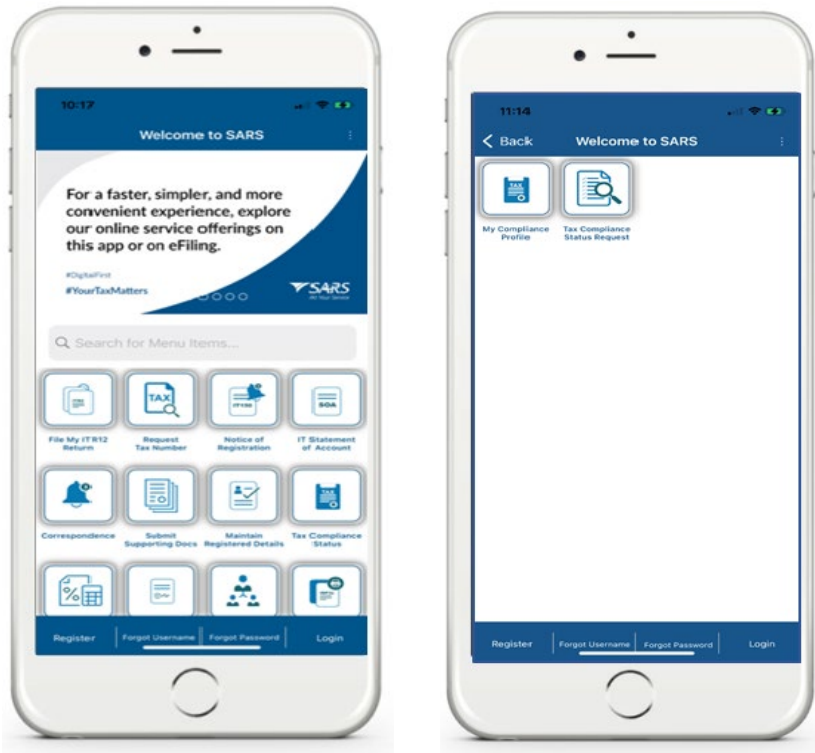 10:17
Welcome to SARS
For a faster, simpler, and more
convenient experience, explore
our online service offerings on
this app or on eFiling.
#DigitalFirst
#YourTaxMatters
SARS
At Your Service
Search for Menu Items...
TAX
IT150
SOA
File My ITR12
Return
Request
Tax Number
Notice of
Registration
IT Statement
of Account
TAX
Correspondence
Submit
Supporting Docs
Maintain
Registered Details
Tax Compliance
Status
Register
Forgot Username
Forgot Password
Login
11:14
Back
Welcome to SARS
TAX
My Compliance
Profile
Tax Compliance
Status Request
Register
Forgot Username
Forgot Password
Login